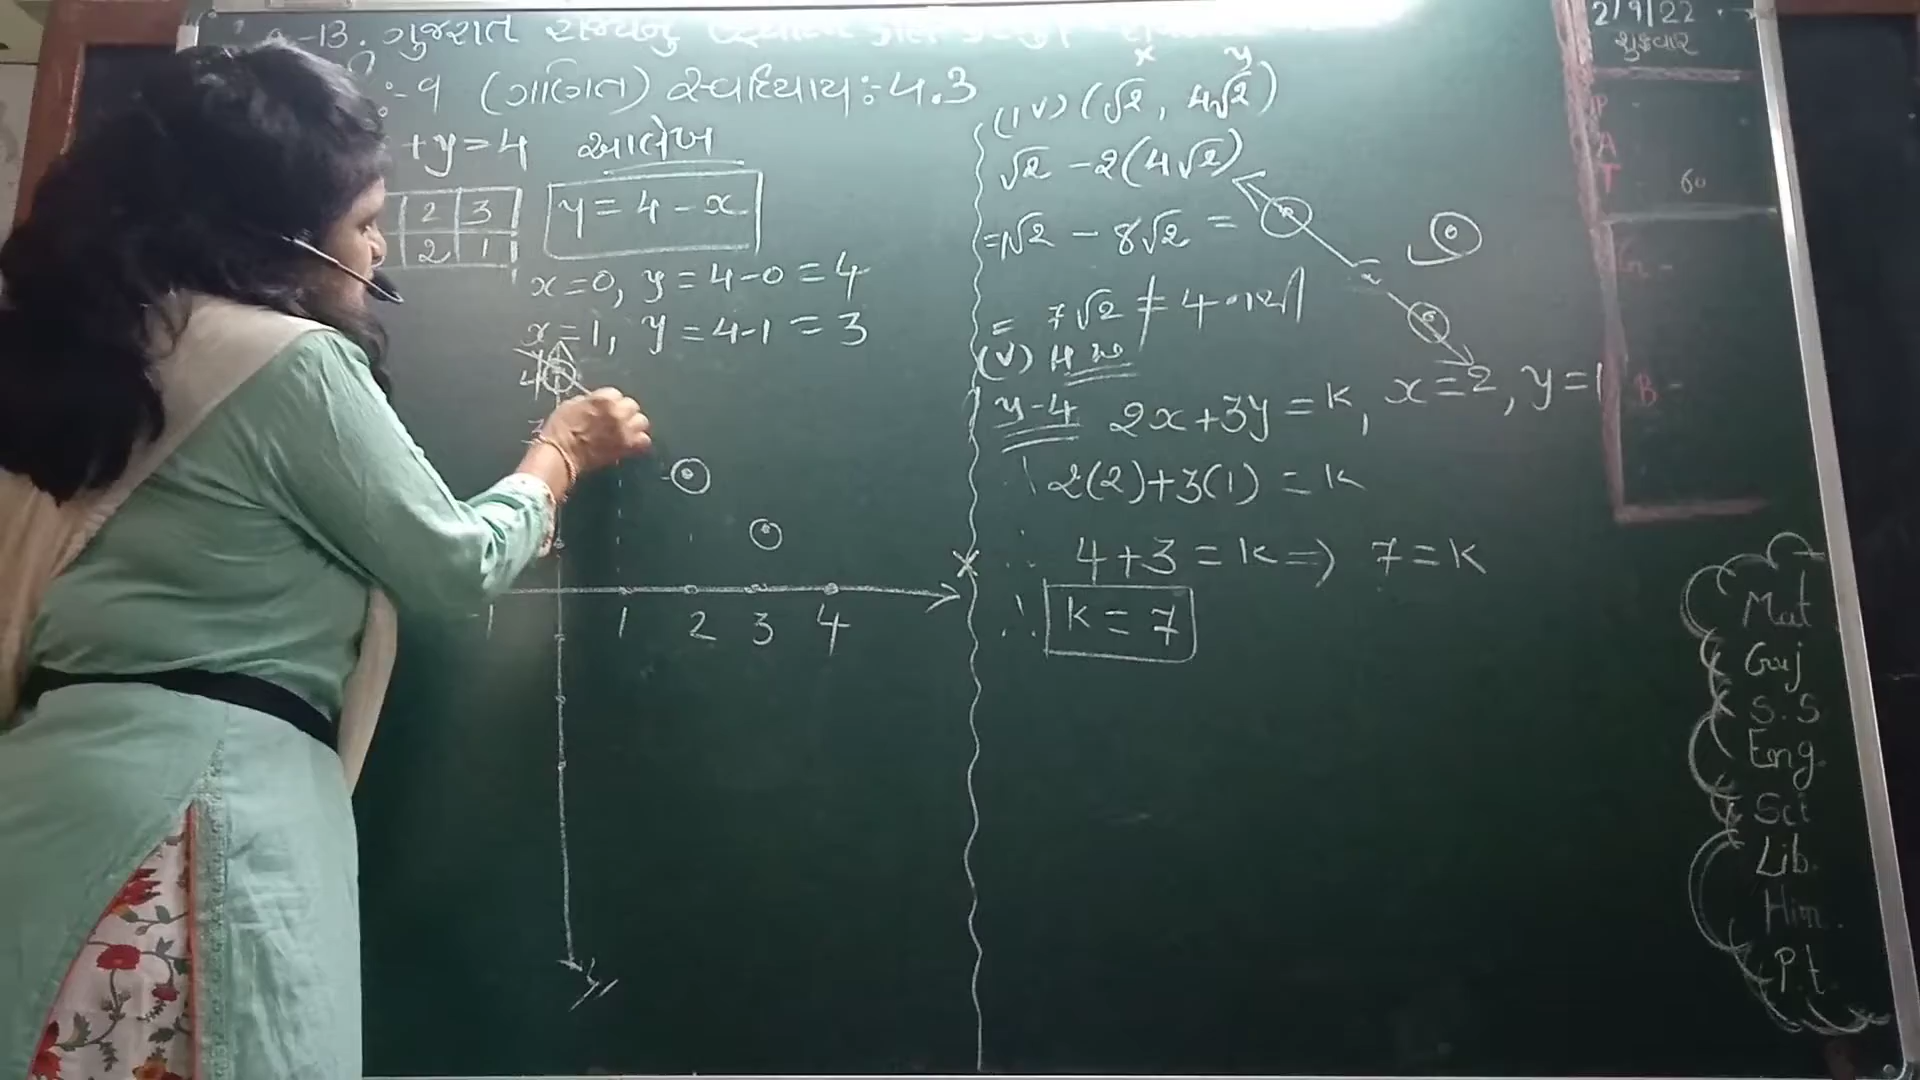 -13. ગુજરાત
:-૧ (ગણિત) સ્વાધ્યાય:-4.3
+y=4 આલેખ
2 3
2 1
y = 4 - x
x=0, y = 4-0 = 4
x=1, y = 4-1 = 3
4
3
-1 1 2 3 4
x
y'
x y
(iv) (√2, 4√2)
√2 - 2(4√2)
=√2 - 8√2 =
= 7√2 ≠ 4 નથી
(v)
2x+3y = k, x=2, y=1
2(2)+3(1) = k
∴ 4+3 = k ⇒ 7 = k
∴ k = 7
2/9/22
શુક્રવાર
P -
A -
T - 60
B -
Mat
Guj
S.S
Eng.
Sci
Lib.
Hin.
P.t.